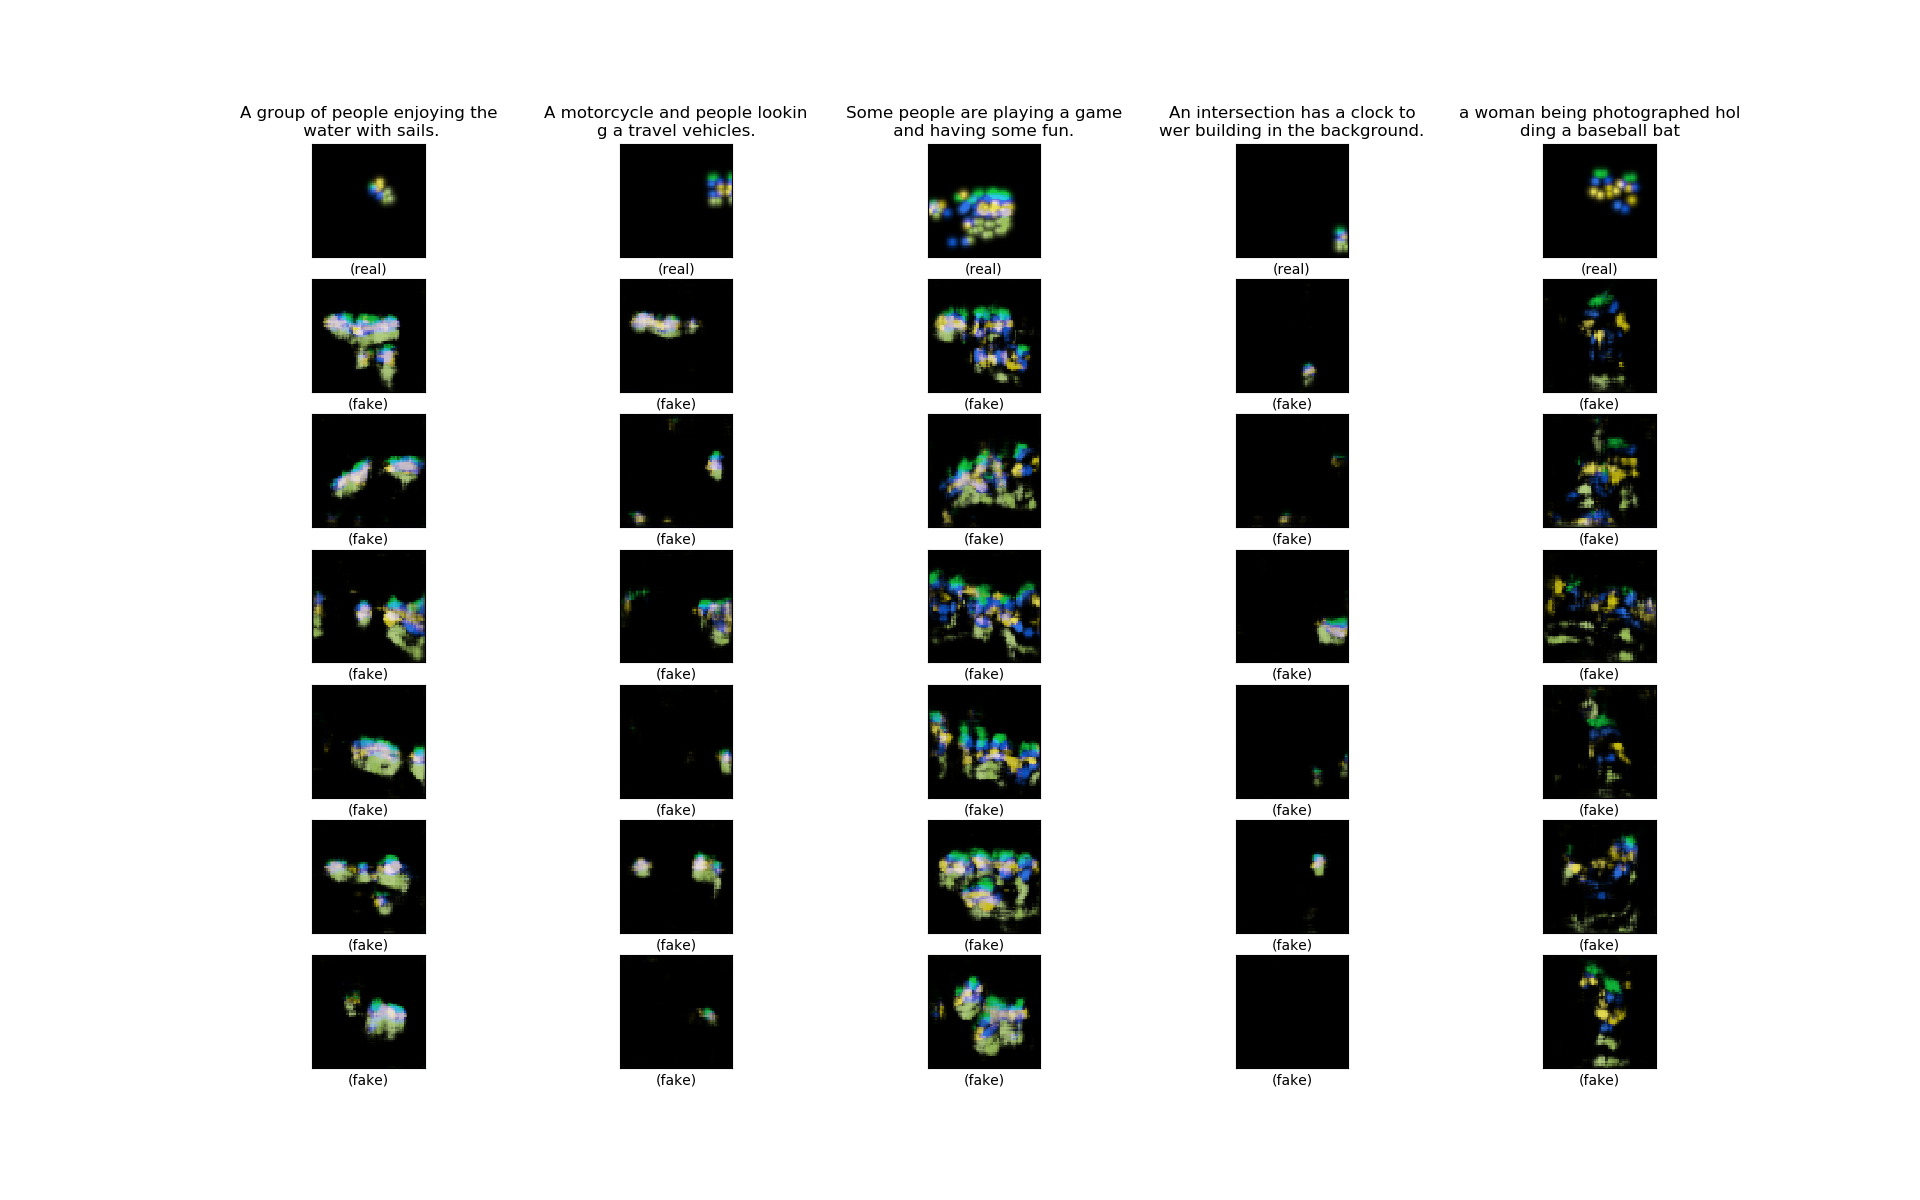 A group of people enjoying the
water with sails.
A motorcycle and people lookin
g a travel vehicles.
Some people are playing a game
and having some fun.
An intersection has a clock to
wer building in the background.
a woman being photographed hol
ding a baseball bat
(real) (real) (real) (real) (real)
(fake) (fake) (fake) (fake) (fake)
(fake) (fake) (fake) (fake) (fake)
(fake) (fake) (fake) (fake) (fake)
(fake) (fake) (fake) (fake) (fake)
(fake) (fake) (fake) (fake) (fake)
(fake) (fake) (fake) (fake) (fake)